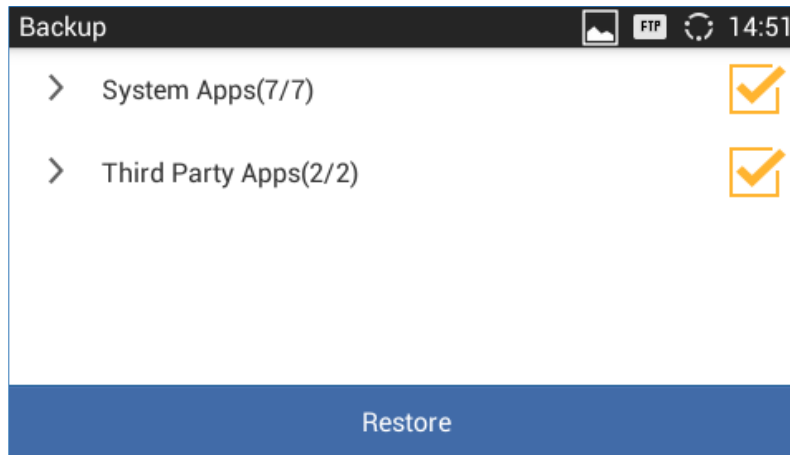 Backup FTP 14:51
System Apps(7/7)
Third Party Apps(2/2)
Restore